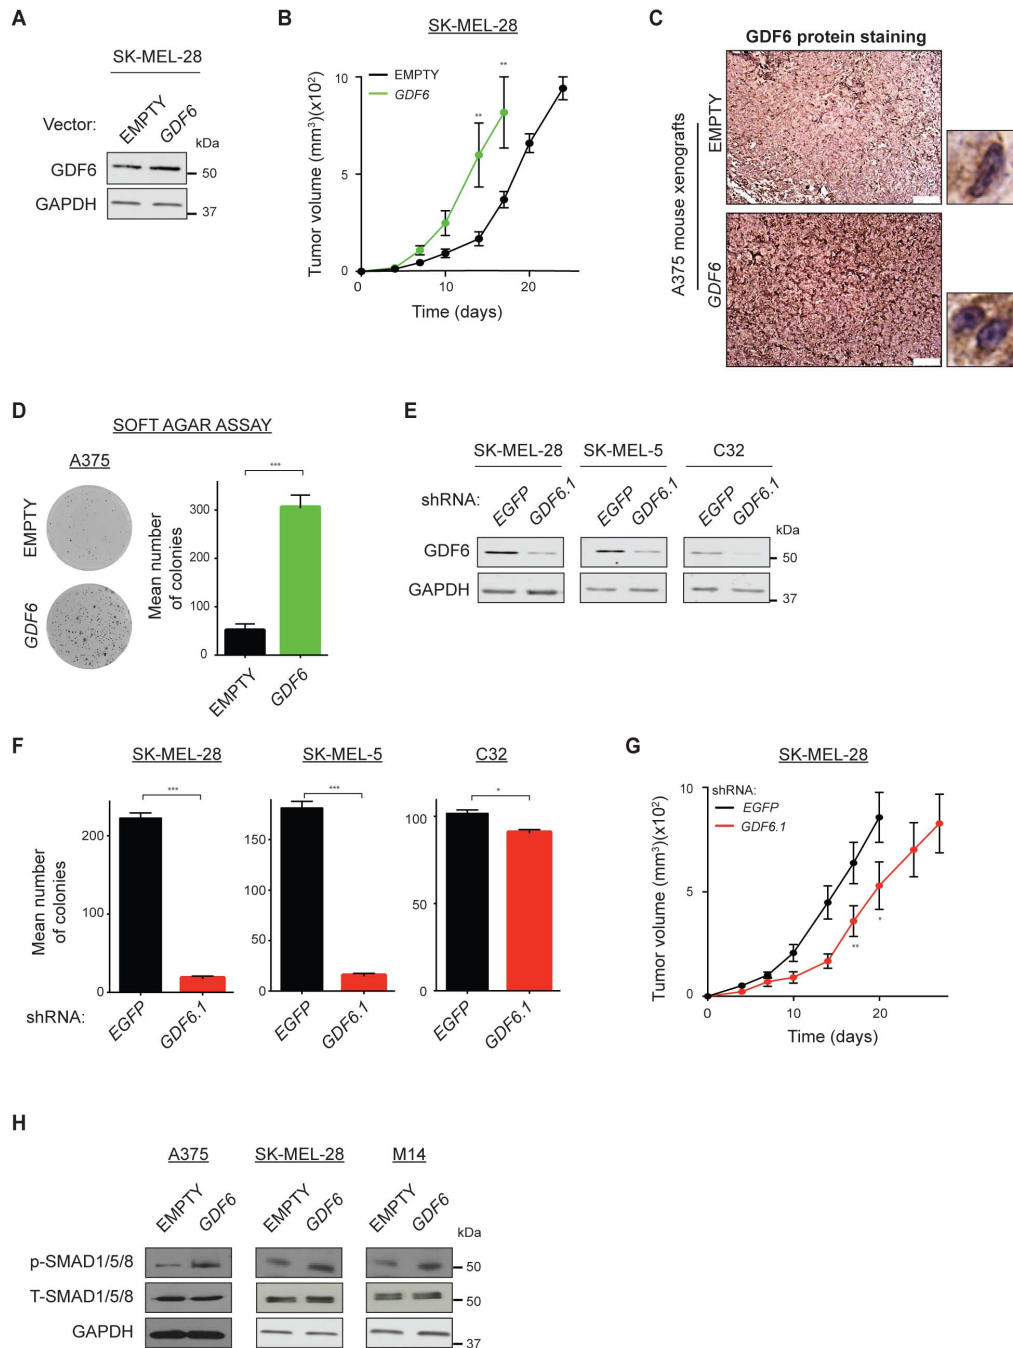 A
SK-MEL-28
Vector:
EMPTY
GDF6
kDa
GDF6
50
GAPDH
37
B
SK-MEL-28
EMPTY
GDF6
**
**
Tumor volume (mm³)(x10²)
10
5
0
0
10
20
Time (days)
C
GDF6 protein staining
A375 mouse xenografts
EMPTY
GDF6
D
SOFT AGAR ASSAY
A375
EMPTY
GDF6
Mean number
of colonies
300
200
100
0
***
EMPTY
GDF6
E
SK-MEL-28
SK-MEL-5
C32
shRNA:
EGFP
GDF6.1
EGFP
GDF6.1
EGFP
GDF6.1
kDa
GDF6
50
GAPDH
37
F
SK-MEL-28
SK-MEL-5
C32
Mean number
of colonies
200
100
0
***
150
100
50
0
***
100
50
0
*
shRNA:
EGFP
GDF6.1
EGFP
GDF6.1
EGFP
GDF6.1
G
SK-MEL-28
shRNA:
EGFP
GDF6.1
Tumor volume (mm³)(x10²)
10
5
0
**
*
0
10
20
Time (days)
H
A375
SK-MEL-28
M14
EMPTY
GDF6
EMPTY
GDF6
EMPTY
GDF6
kDa
p-SMAD1/5/8
50
T-SMAD1/5/8
50
GAPDH
37